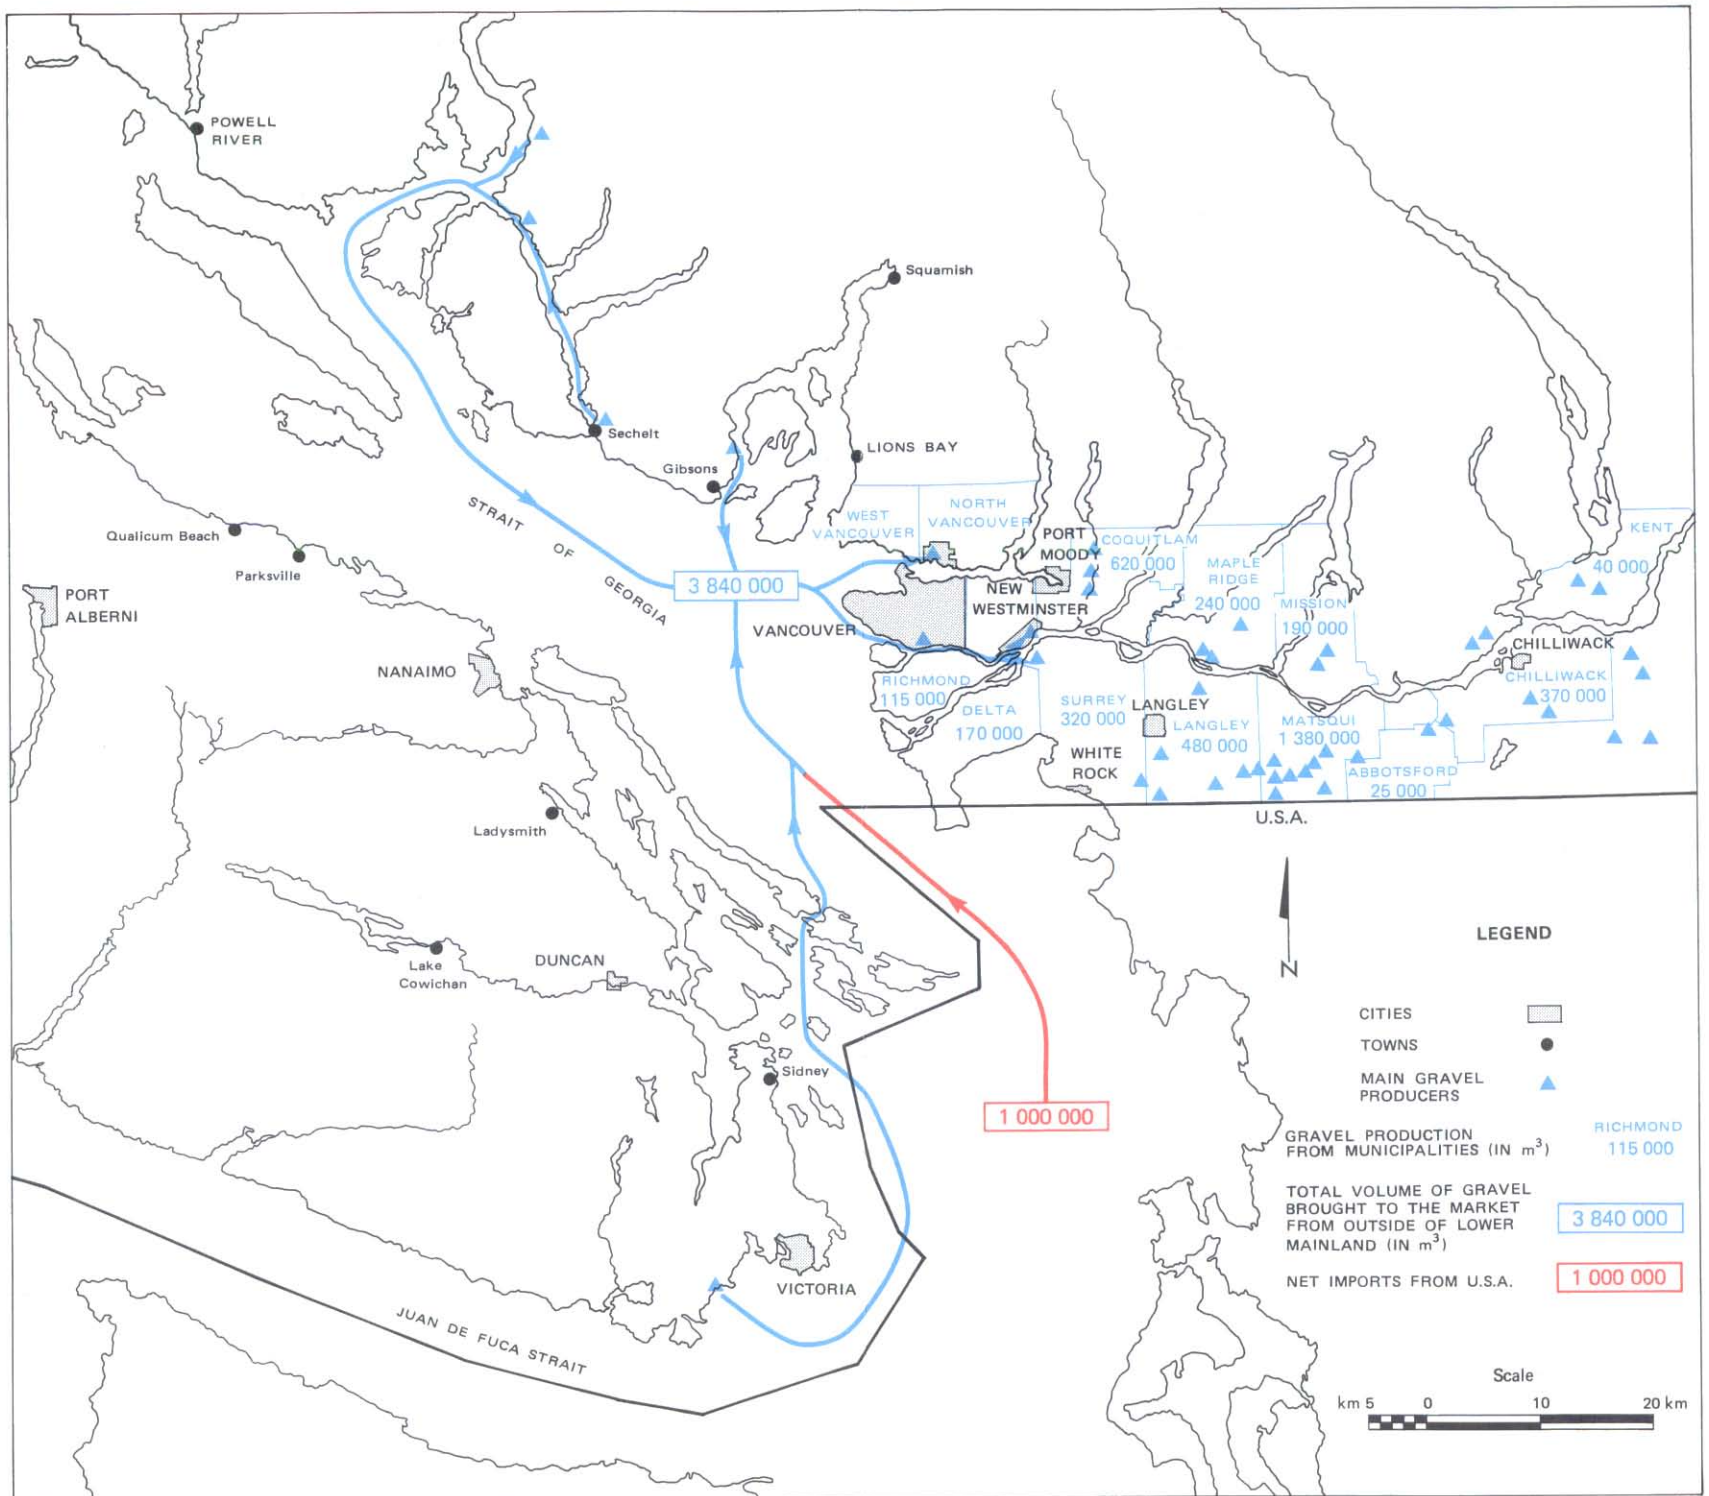 POWELL
RIVER
Squamish
Sechelt
LIONS BAY
Gibsons
STRAIT OF GEORGIA
Qualicum Beach
Parksville
PORT
ALBERNI
NANAIMO
3 840 000
WEST
VANCOUVER
NORTH
VANCOUVER
PORT
MOODY
COQUITLAM
620 000
MAPLE
RIDGE
240 000
MISSION
190 000
KENT
40 000
NEW
WESTMINSTER
VANCOUVER
CHILLIWACK
CHILLIWACK
370 000
RICHMOND
115 000
DELTA
170 000
SURREY
320 000
LANGLEY
LANGLEY
480 000
MATSQUI
1 380 000
WHITE
ROCK
ABBOTSFORD
25 000
U.S.A.
Ladysmith
Lake
Cowichan
DUNCAN
Sidney
1 000 000
VICTORIA
JUAN DE FUCA STRAIT
N
LEGEND
CITIES
TOWNS
MAIN GRAVEL
PRODUCERS
GRAVEL PRODUCTION
FROM MUNICIPALITIES (IN m³)
RICHMOND
115 000
TOTAL VOLUME OF GRAVEL
BROUGHT TO THE MARKET
FROM OUTSIDE OF LOWER
MAINLAND (IN m³)
3 840 000
NET IMPORTS FROM U.S.A.
1 000 000
Scale
km 5 0 10 20 km